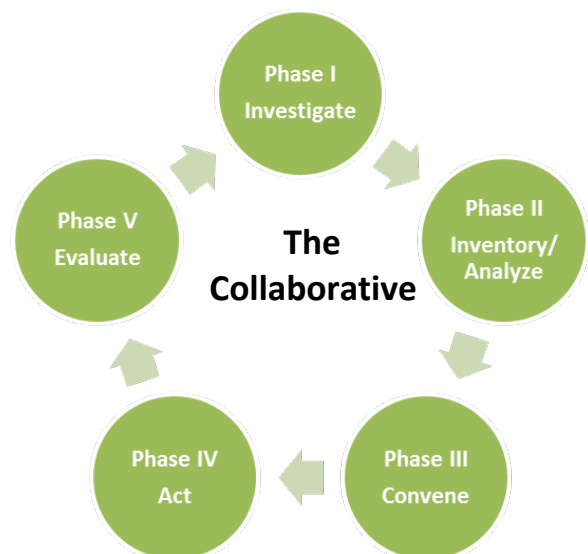 Phase I
Investigate
Phase II
Inventory/
Analyze
Phase III
Convene
Phase IV
Act
Phase V
Evaluate
The
Collaborative